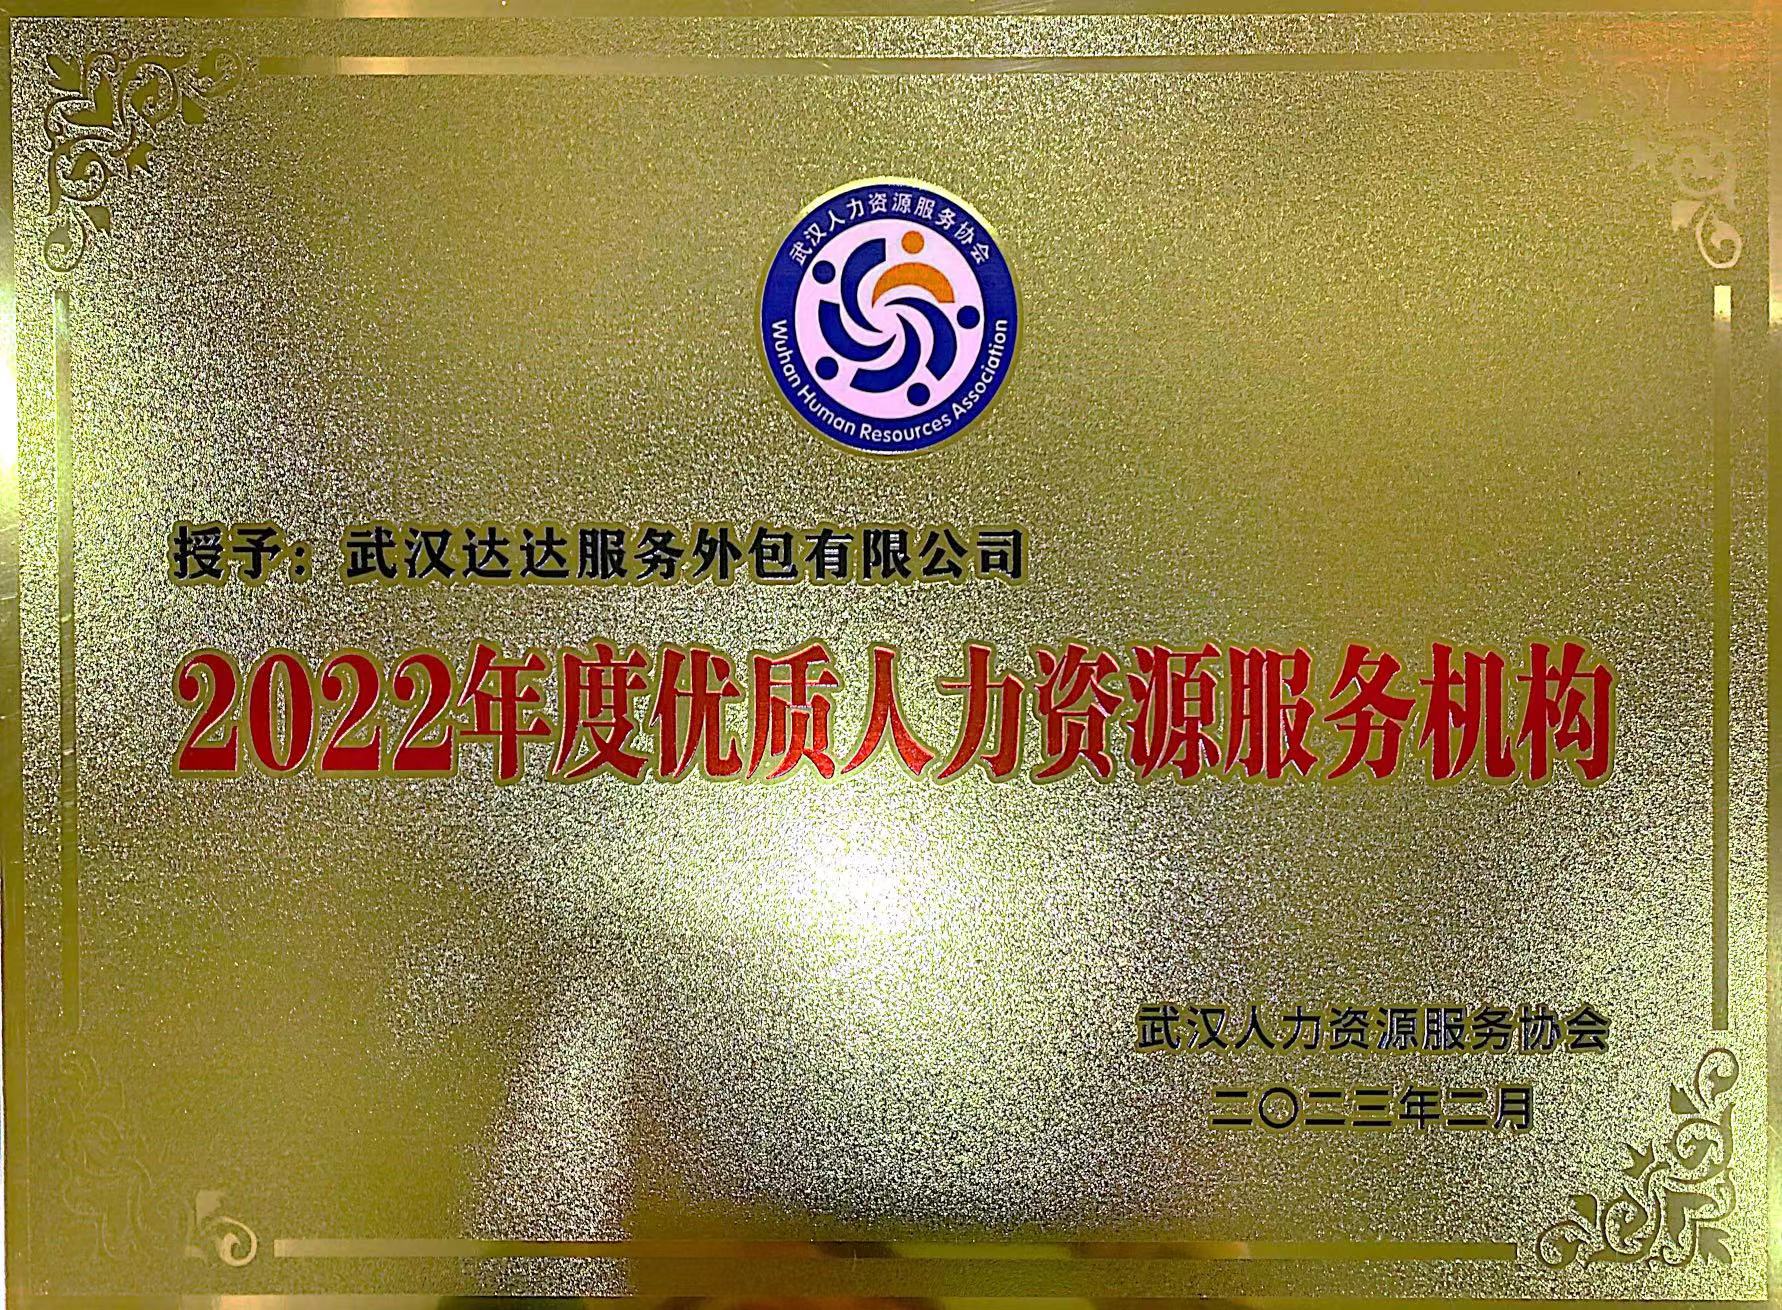 武汉人力资源服务协会
Wuhan Human Resources Association
授予：武汉达达服务外包有限公司
2022年度优质人力资源服务机构
武汉人力资源服务协会
二〇二三年二月